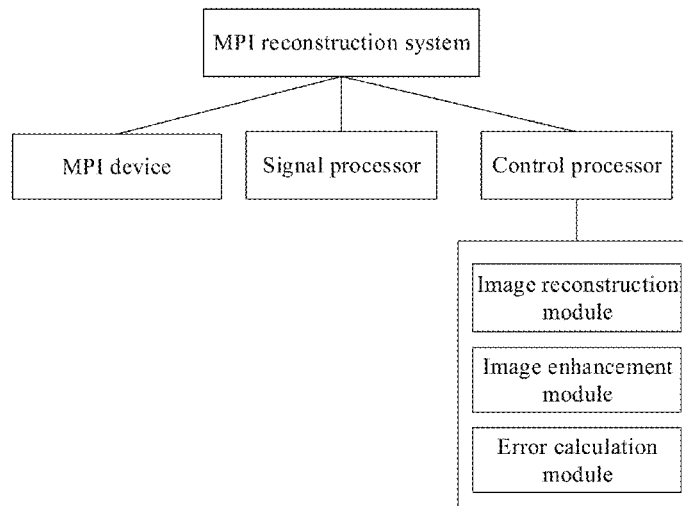 MPI reconstruction system
MPI device
Signal processor
Control processor
Image reconstruction
module
Image enhancement
module
Error calculation
module